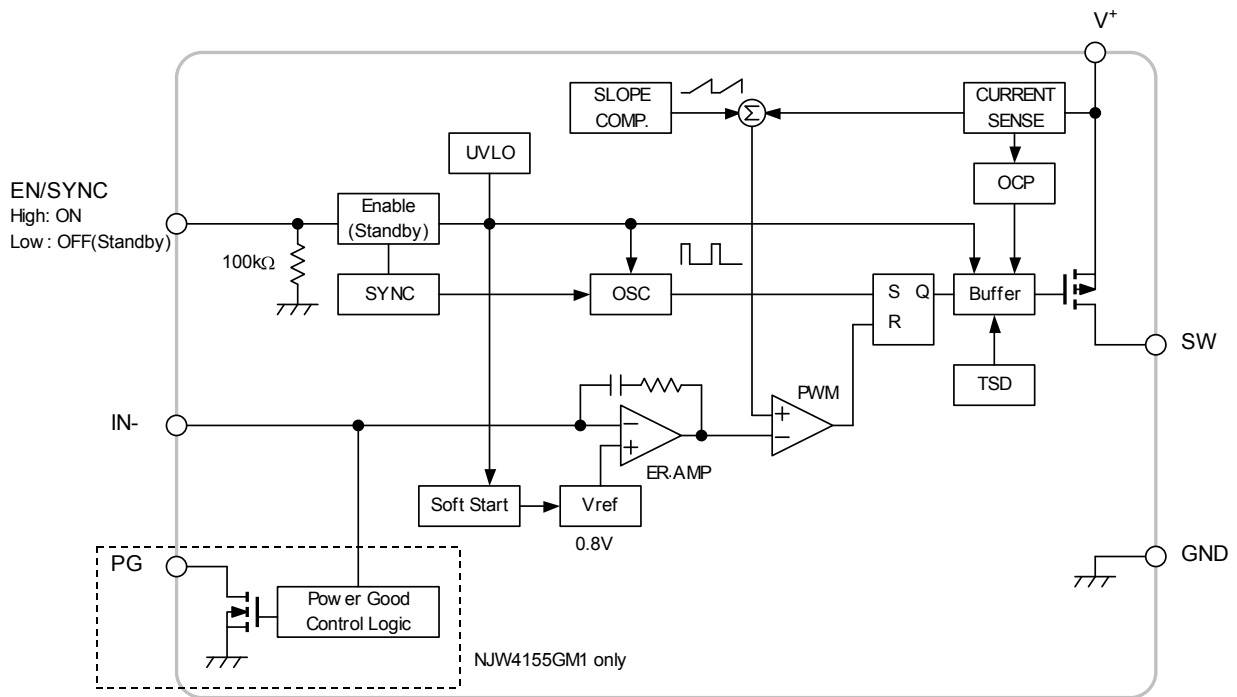 V+
SLOPE
COMP.
Σ
CURRENT
SENSE
UVLO
OCP
EN/SYNC
High: ON
Low : OFF(Standby)
Enable
(Standby)
100kΩ
SYNC
OSC
S Q
R
Buffer
SW
TSD
PWM
IN-
−
+
+
−
ER.AMP
Soft Start
Vref
0.8V
PG
GND
Power Good
Control Logic
NJW4155GM1 only